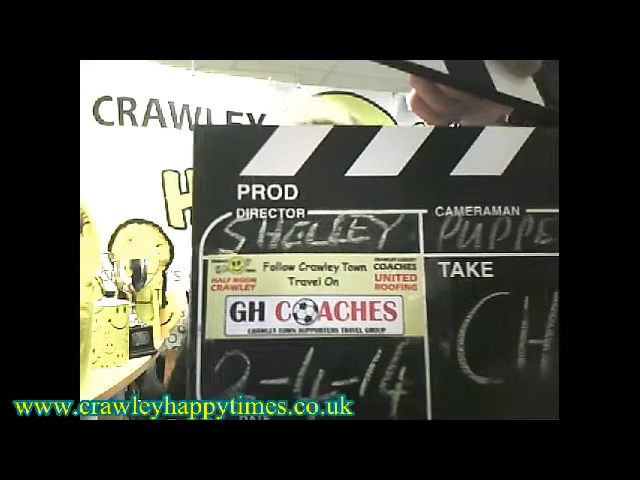 CRAWLEY
PROD
DIRECTOR
CAMERAMAN
SHELLEY
PUPPE
TAKE
Follow Crawley Town
Travel On
HALF MOON
CRAWLEY
COACHES
UNITED
ROOFING
GH COACHES
CRAWLEY TOWN SUPPORTERS TRAVEL GROUP
CH
2-4-14
www.crawleyhappytimes.co.uk